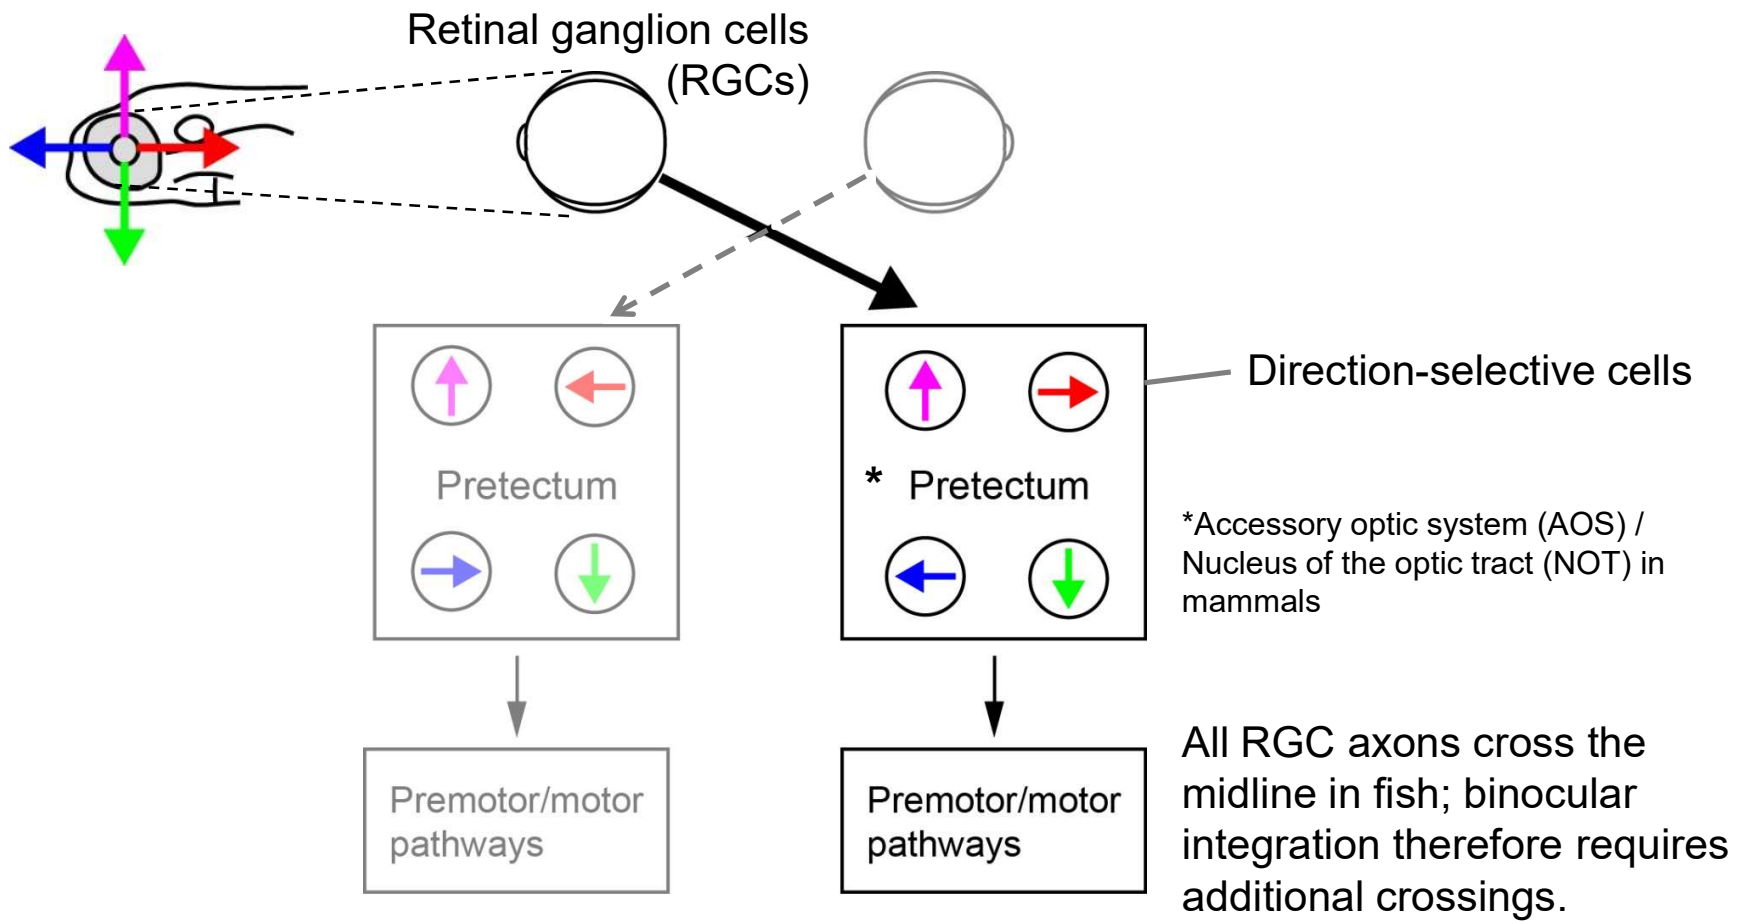 Retinal ganglion cells
(RGCs)
Direction-selective cells
Pretectum
* Pretectum
*Accessory optic system (AOS) /
Nucleus of the optic tract (NOT) in
mammals
Premotor/motor
pathways
Premotor/motor
pathways
All RGC axons cross the
midline in fish; binocular
integration therefore requires
additional crossings.